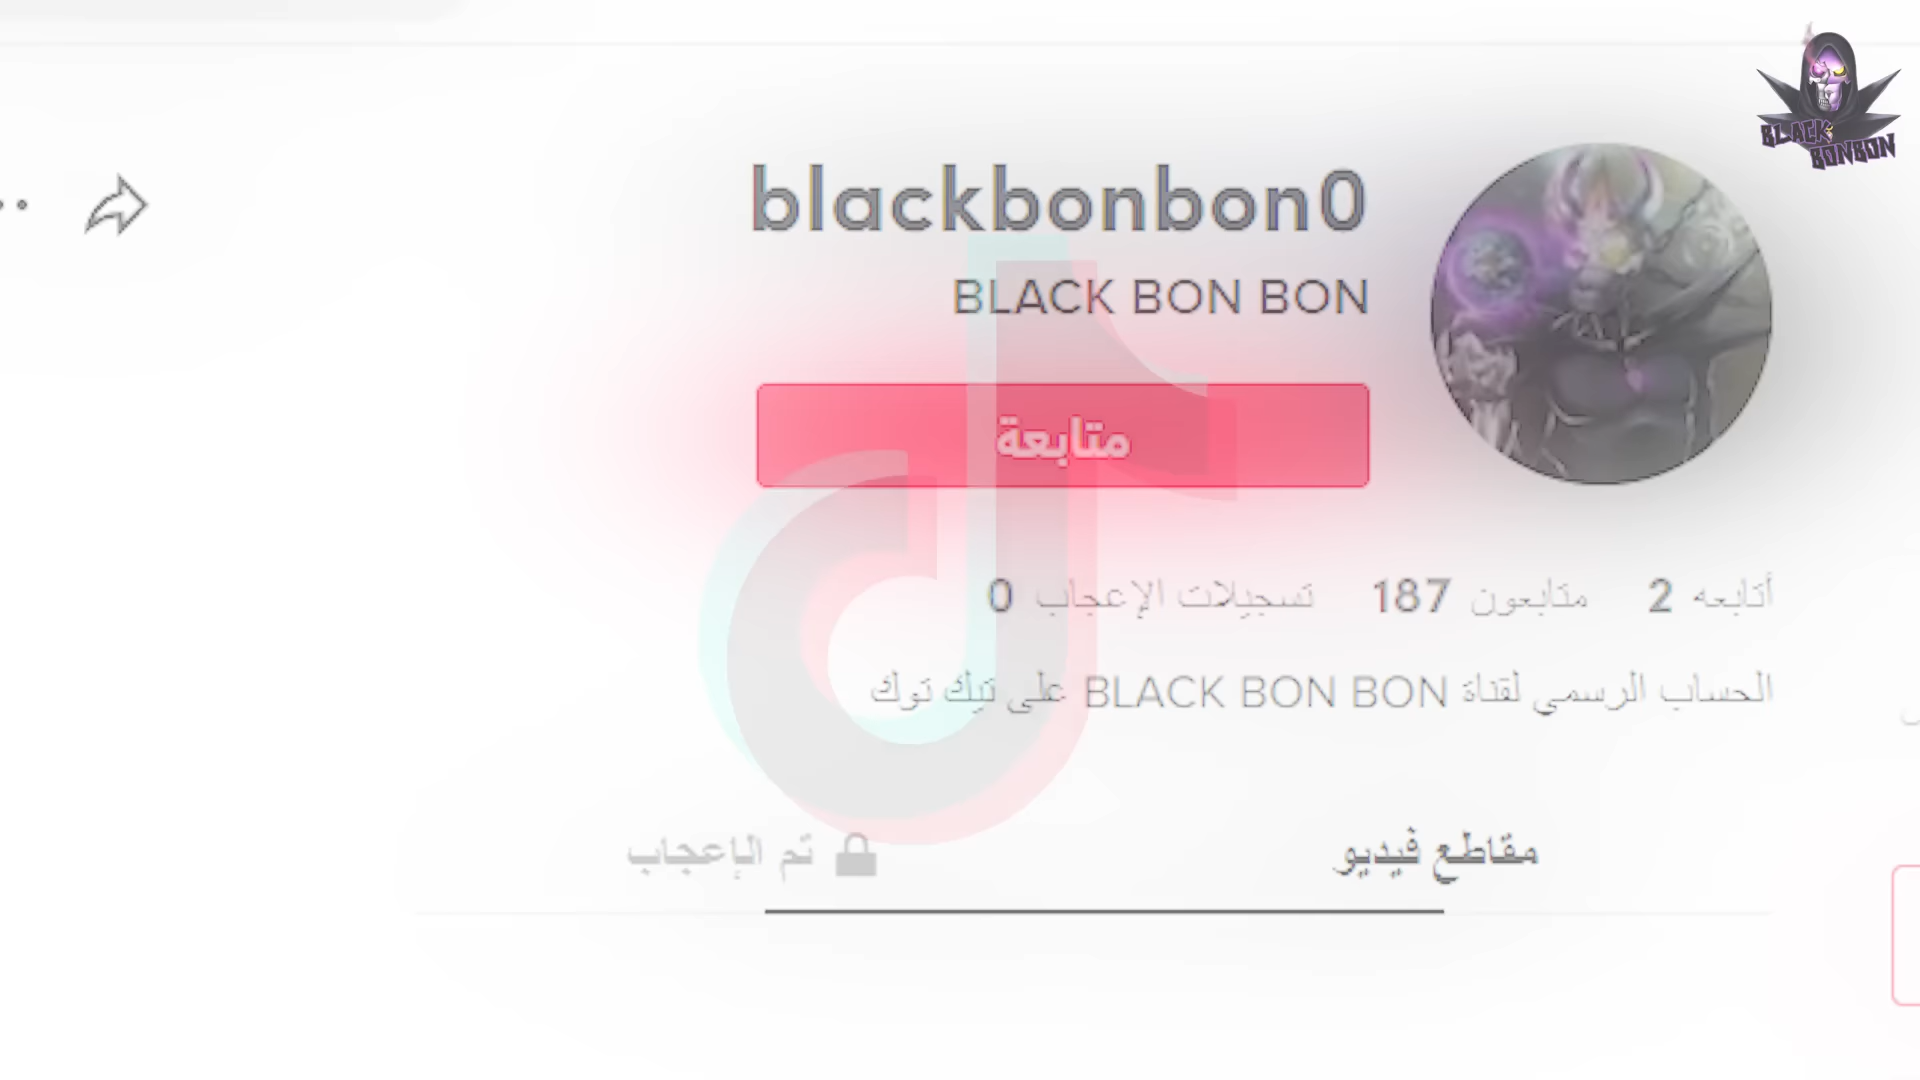 BLACK
BONBON
blackbonbon0
BLACK BON BON
متابعة
أتابعه 2 متابعون 187 تسجيلات الإعجاب 0
الحساب الرسمي لقناة BLACK BON BON على تيك توك
مقاطع فيديو تم الإعجاب